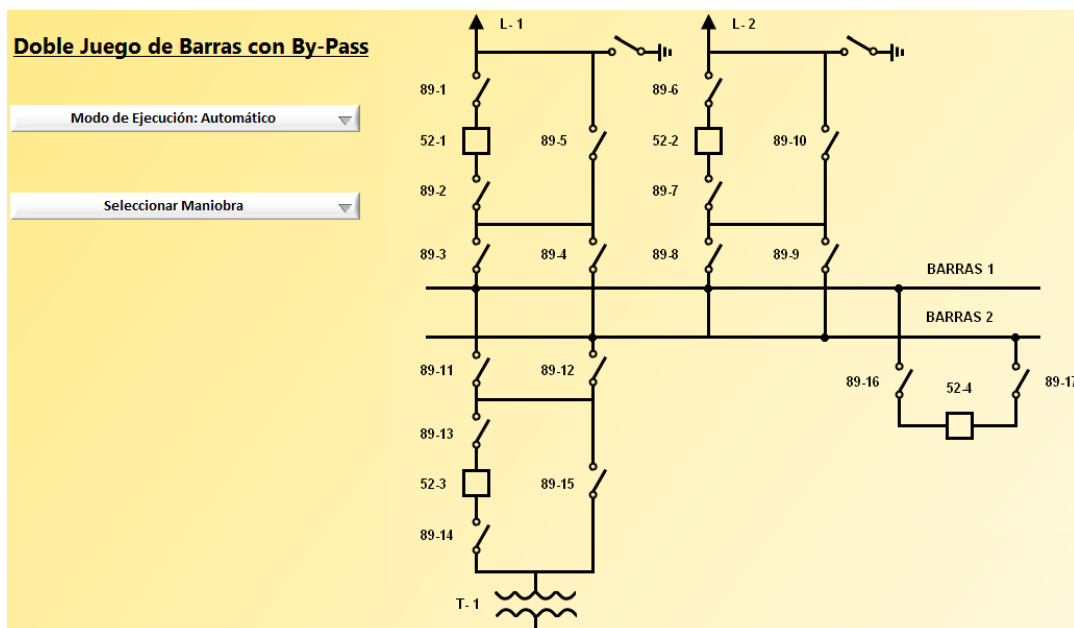 Doble Juego de Barras con By-Pass
Modo de Ejecución: Automático
Seleccionar Maniobra
L- 1
L- 2
89-1
89-6
52-1
89-5
52-2
89-10
89-2
89-7
89-3
89-4
89-8
89-9
BARRAS 1
BARRAS 2
89-11
89-12
89-16
52-4
89-17
89-13
52-3
89-15
89-14
T- 1